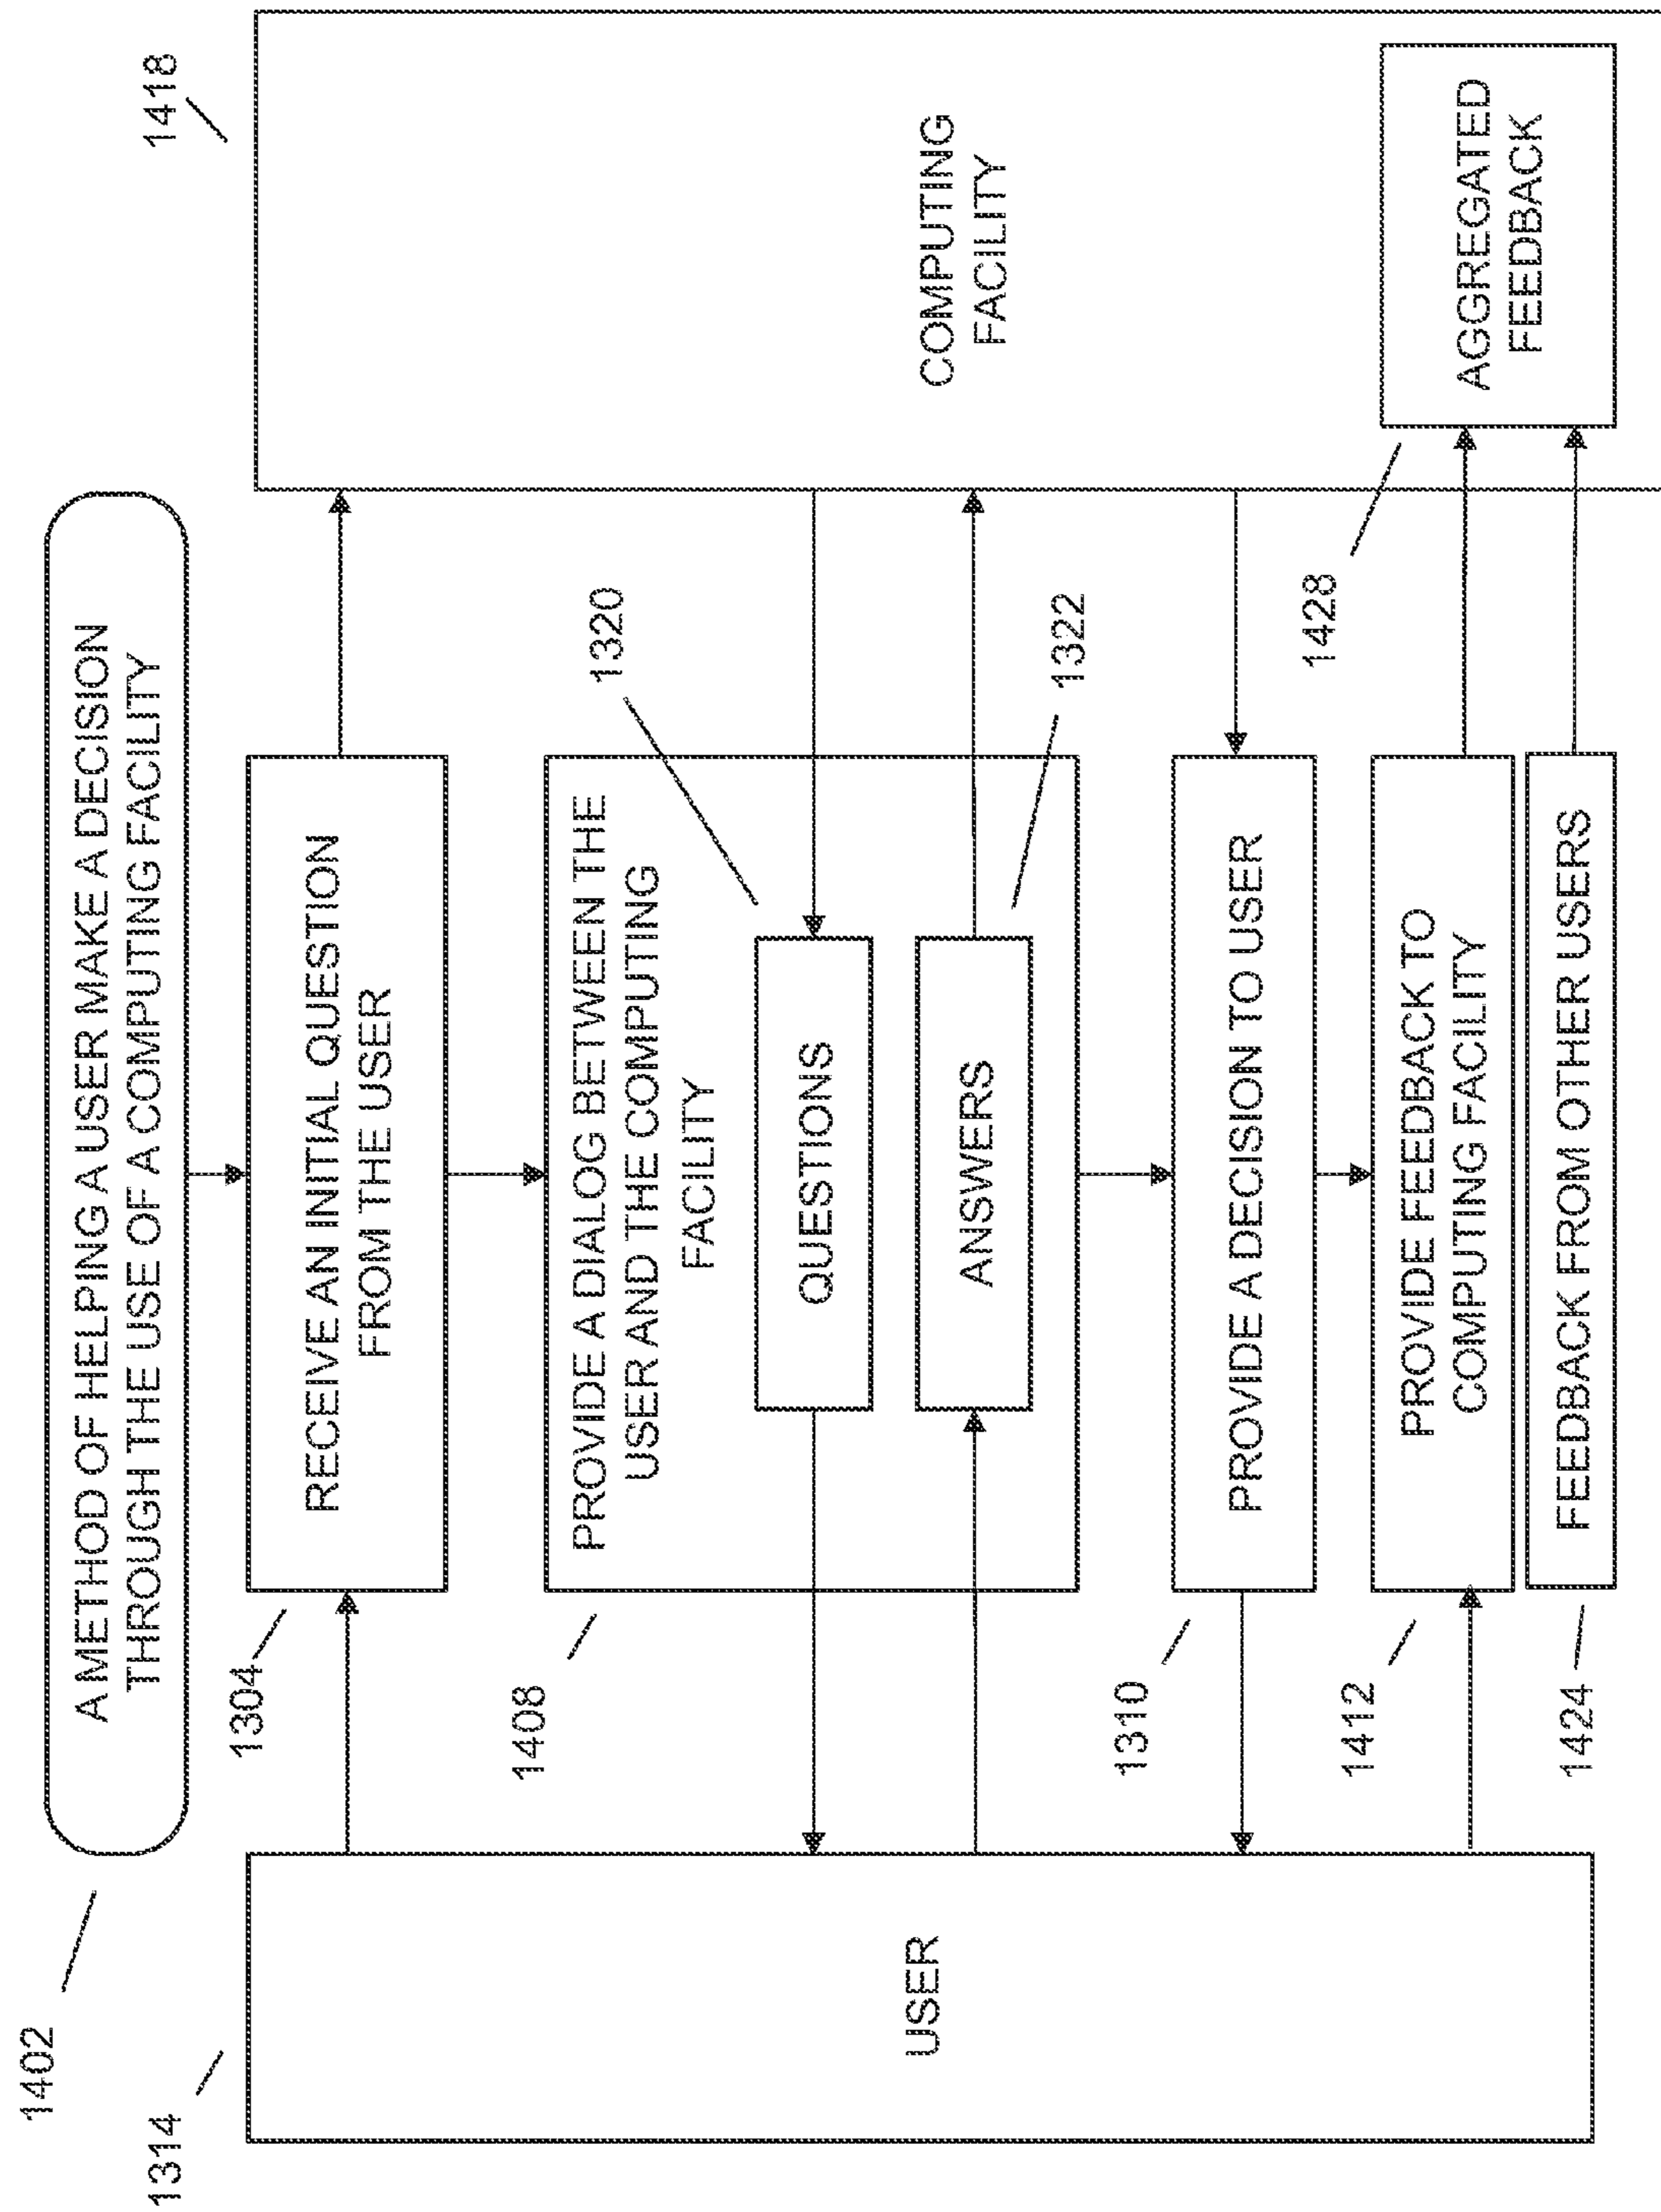 1402
A METHOD OF HELPING A USER MAKE A DECISION
THROUGH THE USE OF A COMPUTING FACILITY
1314
USER
1304
RECEIVE AN INITIAL QUESTION
FROM THE USER
1418
COMPUTING
FACILITY
1408
PROVIDE A DIALOG BETWEEN THE
USER AND THE COMPUTING
FACILITY
1320
QUESTIONS
1322
ANSWERS
1310
PROVIDE A DECISION TO USER
1412
PROVIDE FEEDBACK TO
COMPUTING FACILITY
1428
AGGREGATED
FEEDBACK
1424
FEEDBACK FROM OTHER USERS